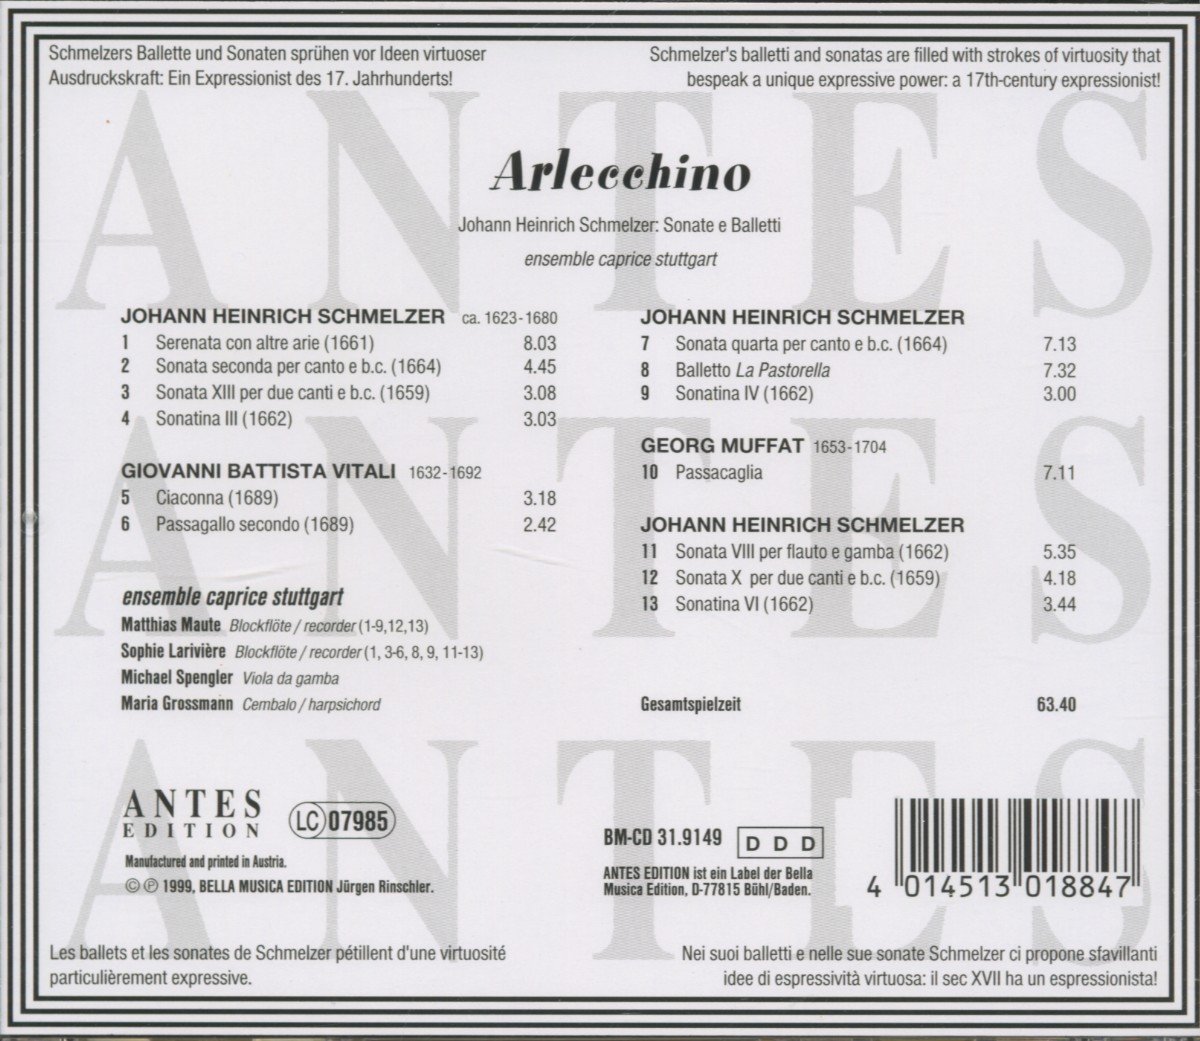 Schmelzers Ballette und Sonaten sprühen vor Ideen virtuoser
Ausdruckskraft: Ein Expressionist des 17. Jahrhunderts!
Schmelzer's balletti and sonatas are filled with strokes of virtuosity that
bespeak a unique expressive power: a 17th-century expressionist!
ANTES
Arlecchino
Johann Heinrich Schmelzer: Sonate e Balletti
ensemble caprice stuttgart
JOHANN HEINRICH SCHMELZER ca. 1623-1680
1 Serenata con altre arie (1661) 8.03
2 Sonata seconda per canto e b.c. (1664) 4.45
3 Sonata XIII per due canti e b.c. (1659) 3.08
4 Sonatina III (1662) 3.03
GIOVANNI BATTISTA VITALI 1632-1692
5 Ciaconna (1689) 3.18
6 Passagallo secondo (1689) 2.42
ensemble caprice stuttgart
Matthias Maute Blockflöte / recorder (1-9,12,13)
Sophie Larivière Blockflöte / recorder (1, 3-6, 8, 9, 11-13)
Michael Spengler Viola da gamba
Maria Grossmann Cembalo / harpsichord
JOHANN HEINRICH SCHMELZER
7 Sonata quarta per canto e b.c. (1664) 7.13
8 Balletto La Pastorella 7.32
9 Sonatina IV (1662) 3.00
GEORG MUFFAT 1653-1704
10 Passacaglia 7.11
JOHANN HEINRICH SCHMELZER
11 Sonata VIII per flauto e gamba (1662) 5.35
12 Sonata X per due canti e b.c. (1659) 4.18
13 Sonatina VI (1662) 3.44
Gesamtspielzeit 63.40
ANTES
ANTES
ANTES
EDITION
LC 07985
Manufactured and printed in Austria.
© ℗ 1999, BELLA MUSICA EDITION Jürgen Rinschler.
BM-CD 31.9149 DDD
ANTES EDITION ist ein Label der Bella
Musica Edition, D-77815 Bühl/Baden.
4 014513 018847
Les ballets et les sonates de Schmelzer pétillent d'une virtuosité
particulièrement expressive.
Nei suoi balletti e nelle sue sonate Schmelzer ci propone sfavillanti
idee di espressività virtuosa: il sec XVII ha un espressionista!